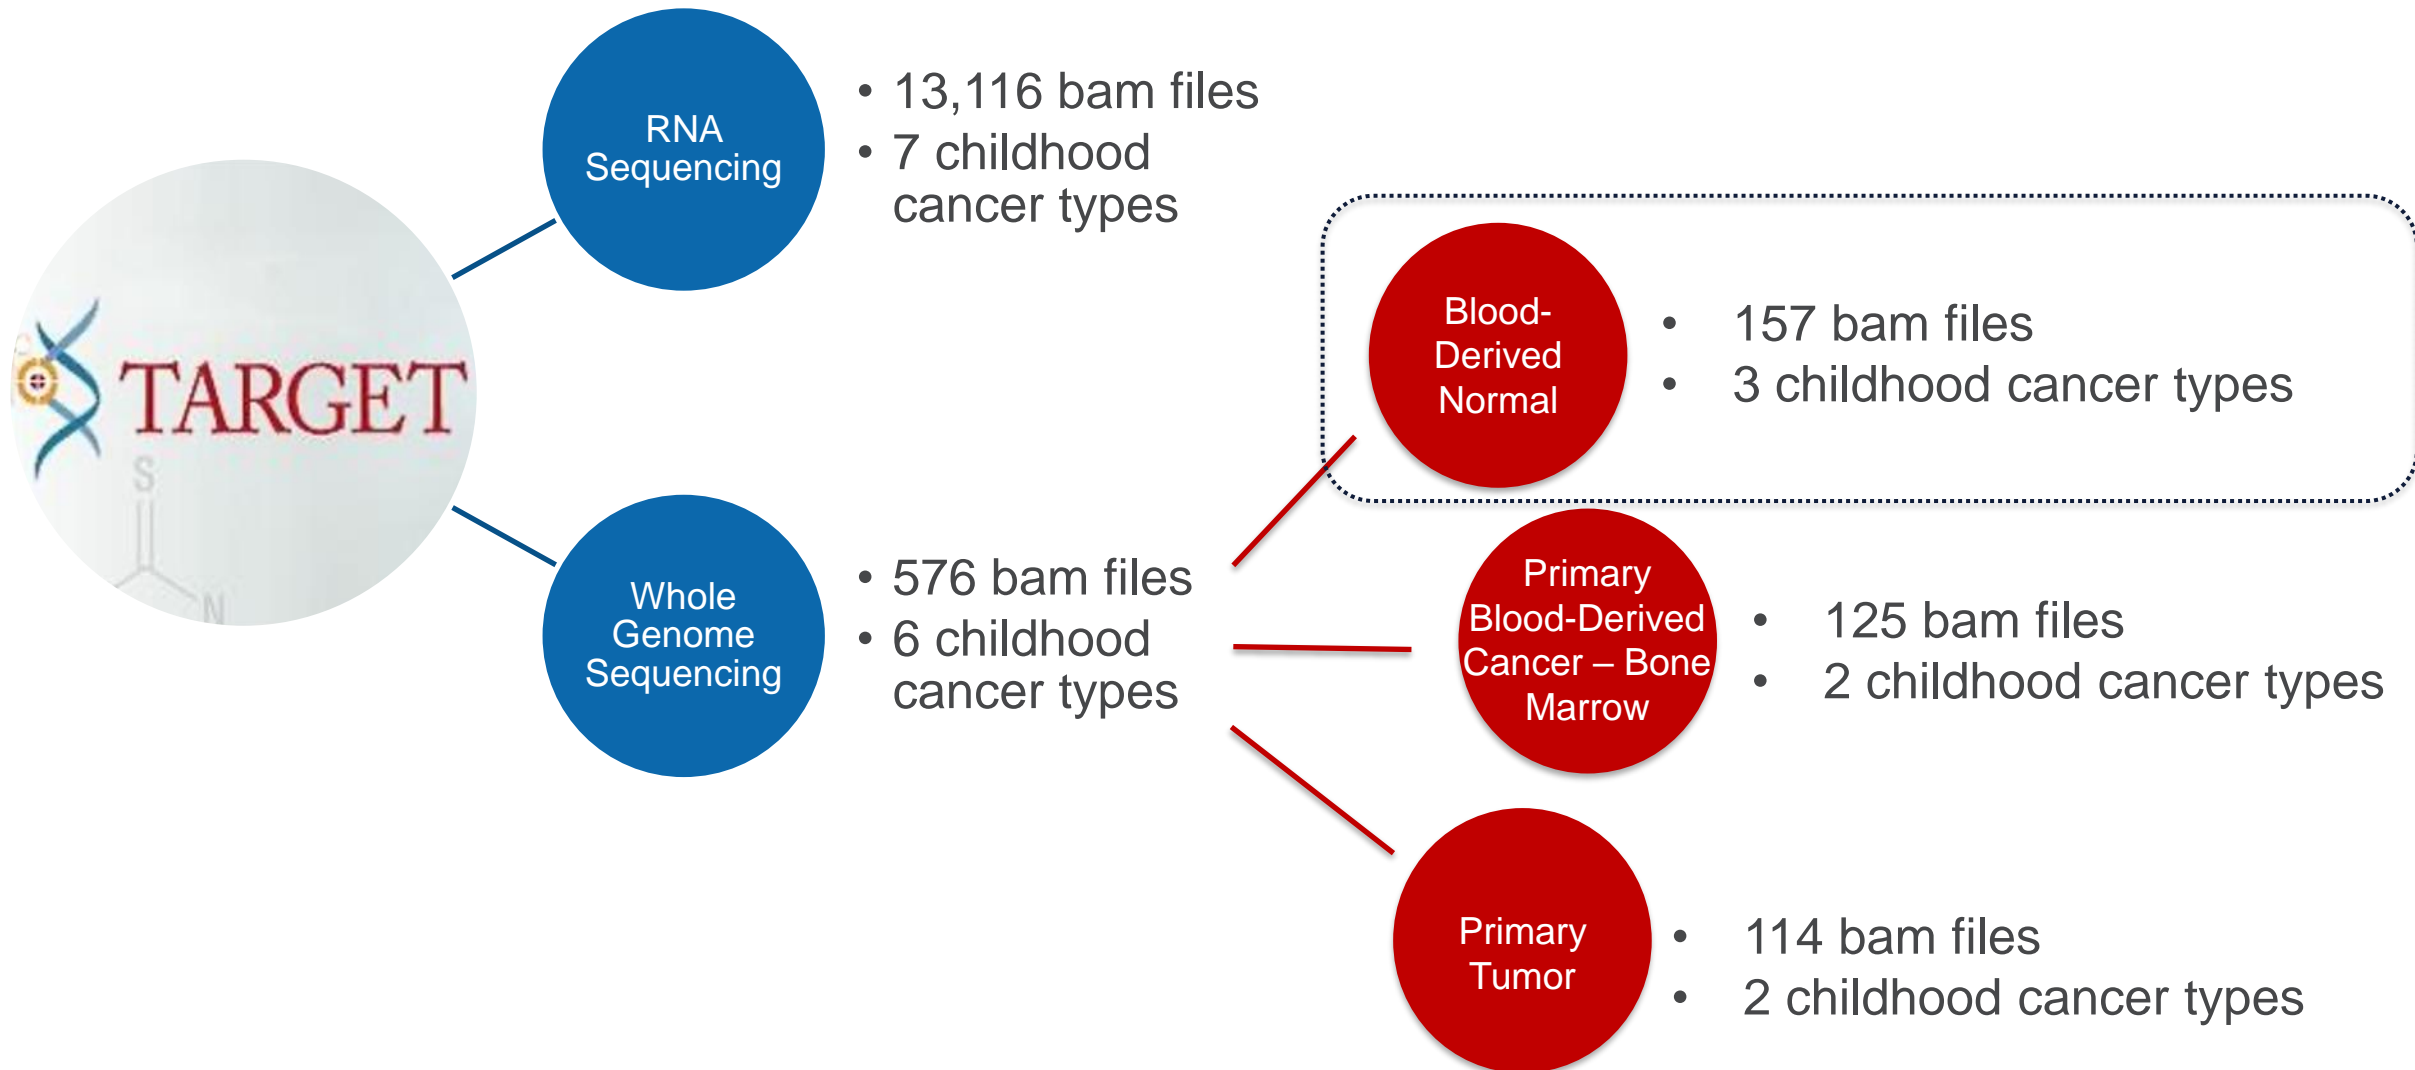 TARGET
S
N
RNA
Sequencing
• 13,116 bam files
• 7 childhood
cancer types
Whole
Genome
Sequencing
• 576 bam files
• 6 childhood
cancer types
Blood-
Derived
Normal
• 157 bam files
• 3 childhood cancer types
Primary
Blood-Derived
Cancer – Bone
Marrow
• 125 bam files
• 2 childhood cancer types
Primary
Tumor
• 114 bam files
• 2 childhood cancer types